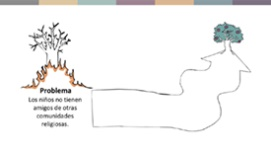 Problema
Los niños no tienen
amigos de otras
comunidades
religiosas.